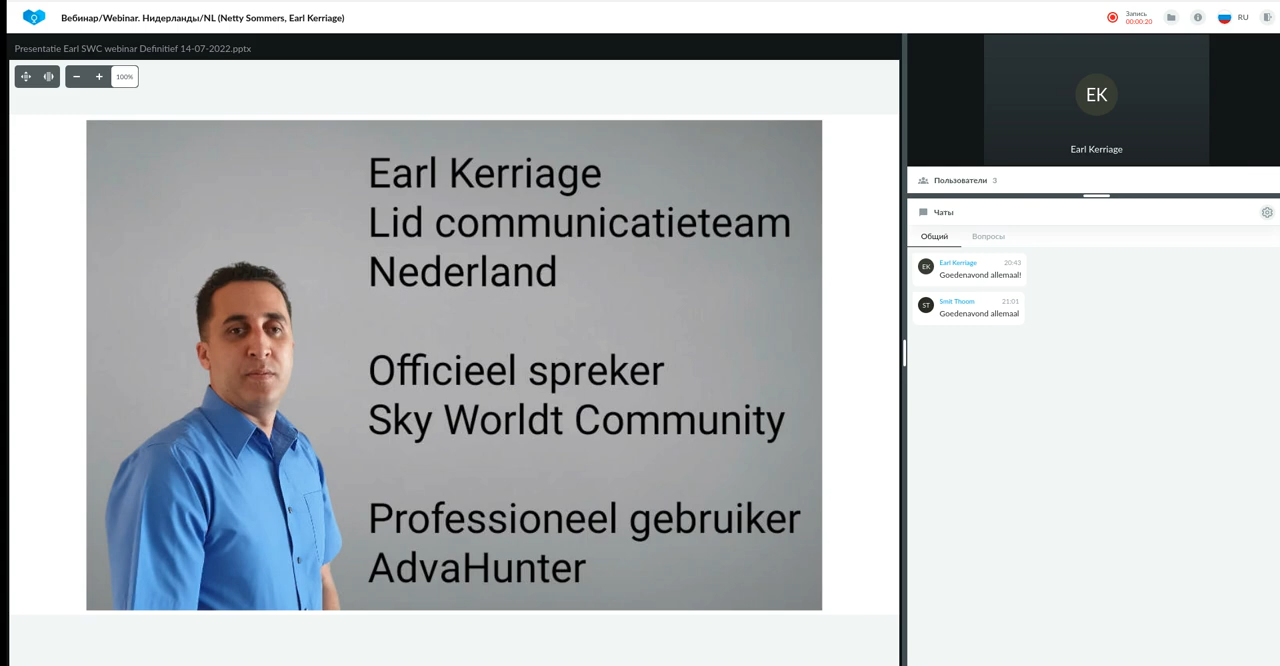 Вебинар/Webinar. Нидерланды/NL (Netty Sommers, Earl Kerriage)
Запись
00:00:20
RU
Presentatie Earl SWC webinar Definitief 14-07-2022.pptx
100%
Earl Kerriage
Lid communicatieteam
Nederland
Officieel spreker
Sky Worldt Community
Professioneel gebruiker
AdvaHunter
EK
Earl Kerriage
Пользователи 3
Чаты
Общий
Вопросы
EK
Earl Kerriage 20:43
Goedenavond allemaal!
ST
Smit Thoom 21:01
Goedenavond allemaal